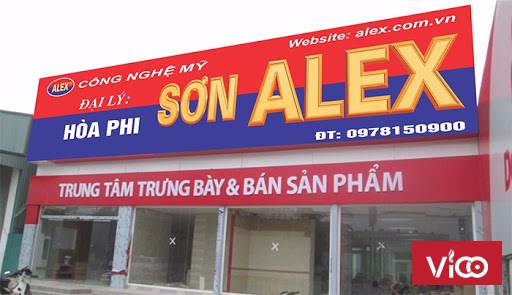 Website: alex.com.vn
ALEX
CÔNG NGHỆ MỸ
ĐẠI LÝ:
HÒA PHI
SƠN ALEX
ĐT: 0978150900
TRUNG TÂM TRƯNG BÀY & BÁN SẢN PHẨM
VICO